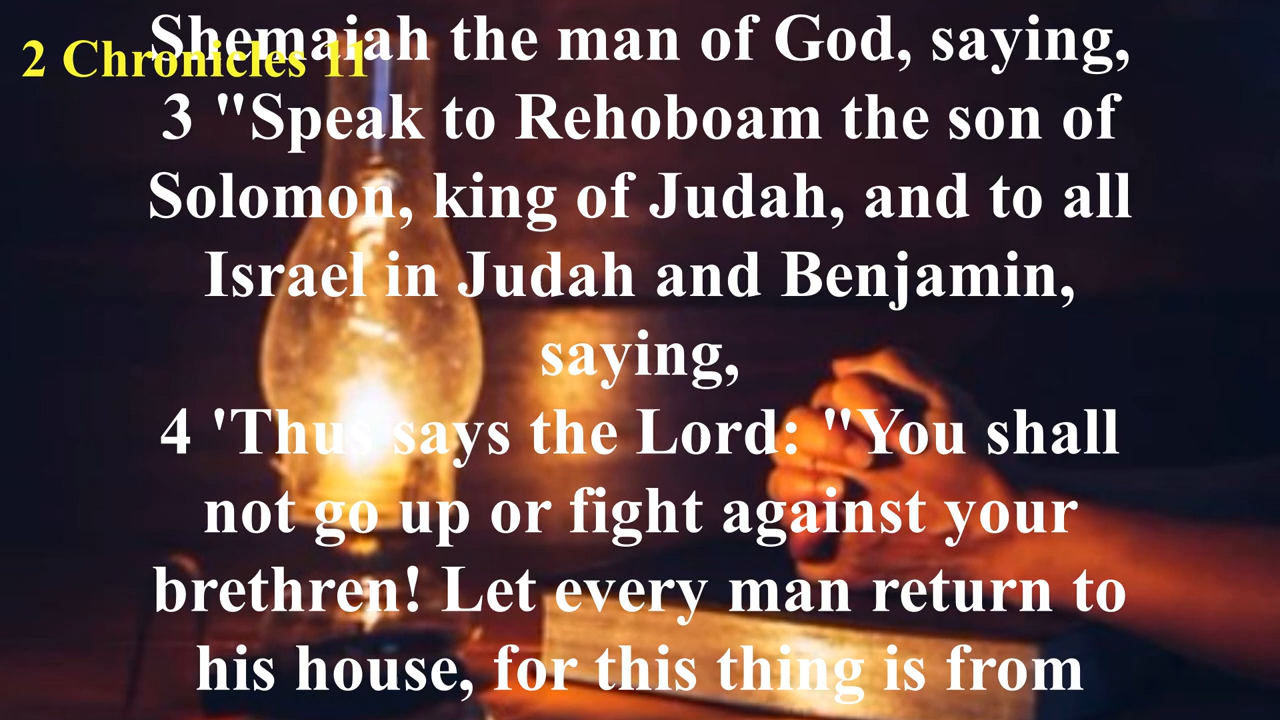 2 Chronicles 11
Shemaiah the man of God, saying,
3 "Speak to Rehoboam the son of
Solomon, king of Judah, and to all
Israel in Judah and Benjamin,
saying,
4 'Thus says the Lord: "You shall
not go up or fight against your
brethren! Let every man return to
his house, for this thing is from